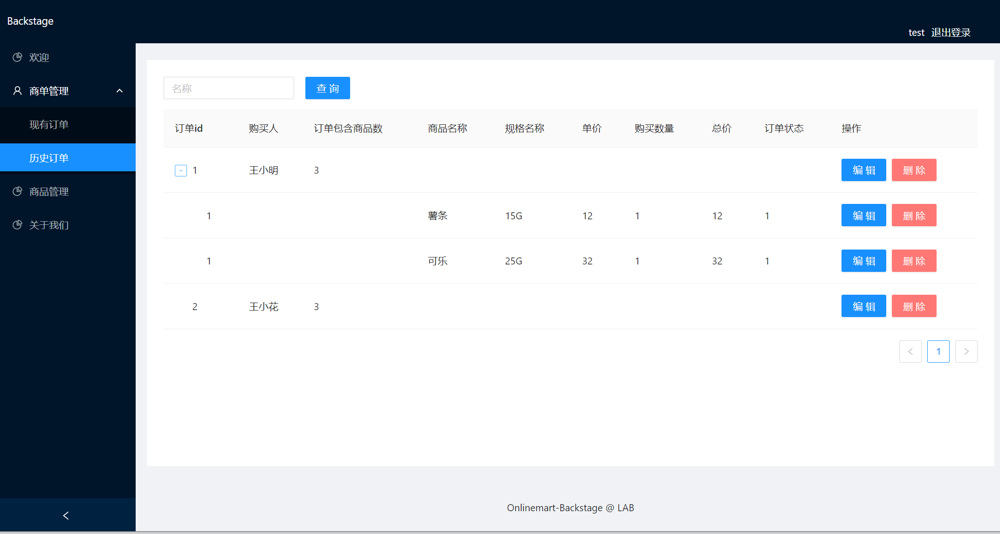 Backstage
test 退出登录
欢迎
商单管理
现有订单
历史订单
商品管理
关于我们
名称 查 询
订单id 购买人 订单包含商品数 商品名称 规格名称 单价 购买数量 总价 订单状态 操作
- 1 王小明 3 编 辑 删 除
1 薯条 15G 12 1 12 1 编 辑 删 除
1 可乐 25G 32 1 32 1 编 辑 删 除
2 王小花 3 编 辑 删 除
< 1 >
<
Onlinemart-Backstage @ LAB